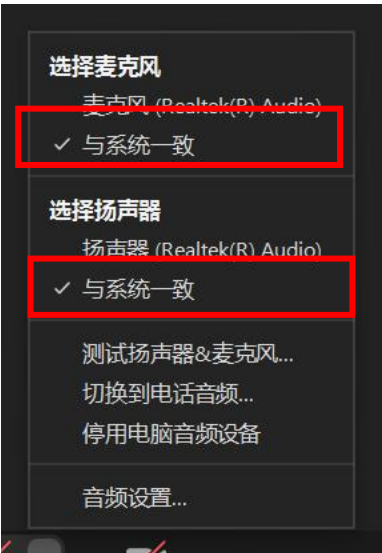 选择麦克风
麦克风 (Realtek(R) Audio)
✓ 与系统一致
选择扬声器
扬声器 (Realtek(R) Audio)
✓ 与系统一致
测试扬声器&麦克风...
切换到电话音频...
停用电脑音频设备
音频设置...